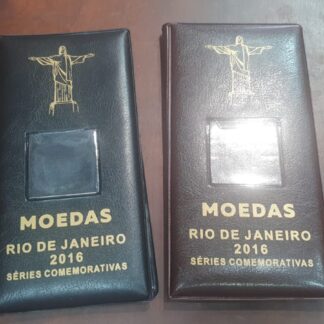 MOEDAS
RIO DE JANEIRO
2016
SÉRIES COMEMORATIVAS
MOEDAS
RIO DE JANEIRO
2016
SÉRIES COMEMORATIVAS